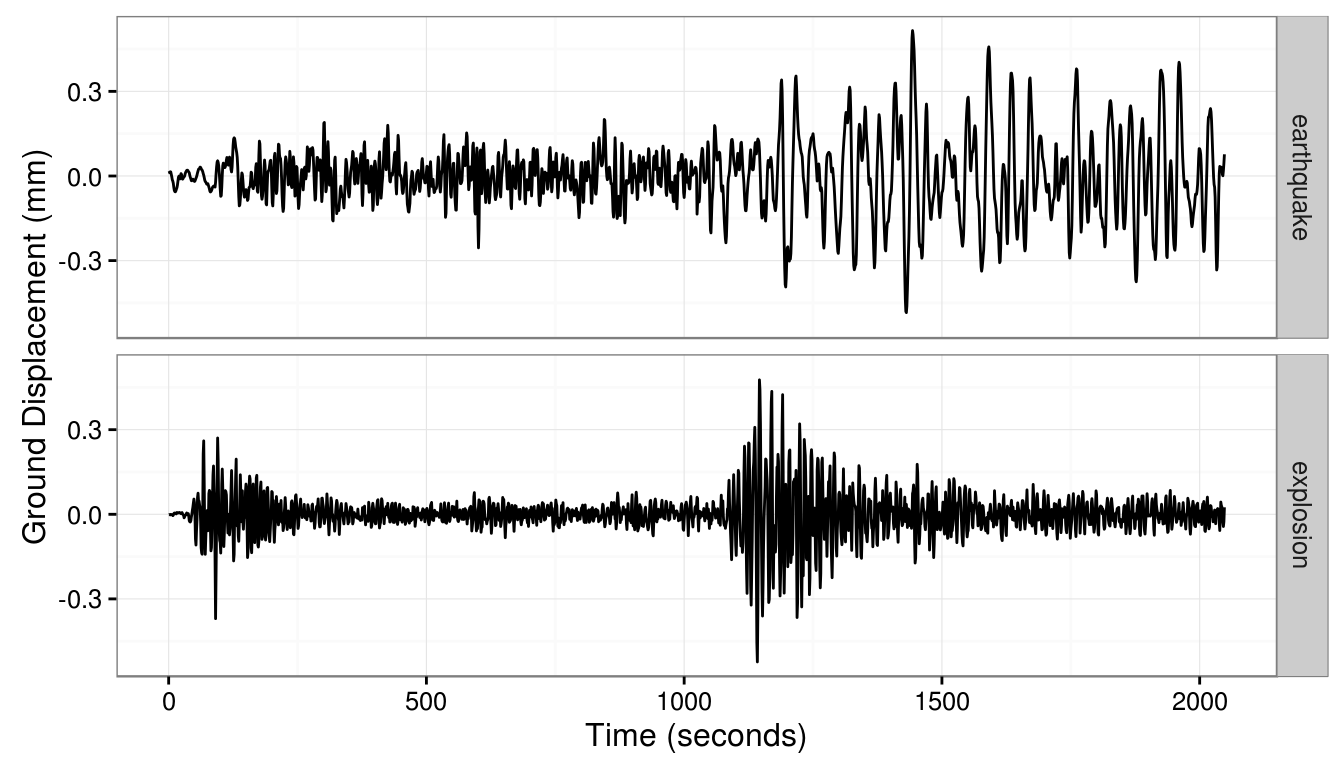 Ground Displacement (mm)
0.3
0.0
-0.3
earthquake
0.3
0.0
-0.3
explosion
0 500 1000 1500 2000
Time (seconds)